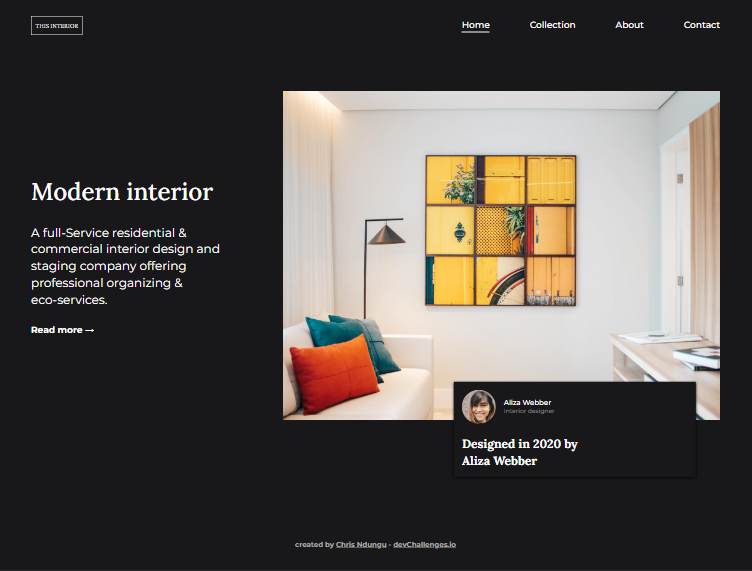 THIS INTERIOR
Home Collection About Contact
Modern interior
A full-Service residential &
commercial interior design and
staging company offering
professional organizing &
eco-services.
Read more →
Aliza Webber
Interior designer
Designed in 2020 by
Aliza Webber
created by Chris Ndungu - devChallenges.io